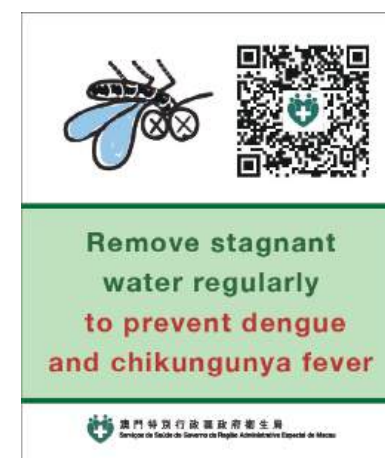 Remove stagnant
water regularly
to prevent dengue
and chikungunya fever
澳門特別行政區政府衛生局
Serviços de Saúde do Governo da Região Administrativa Especial de Macau